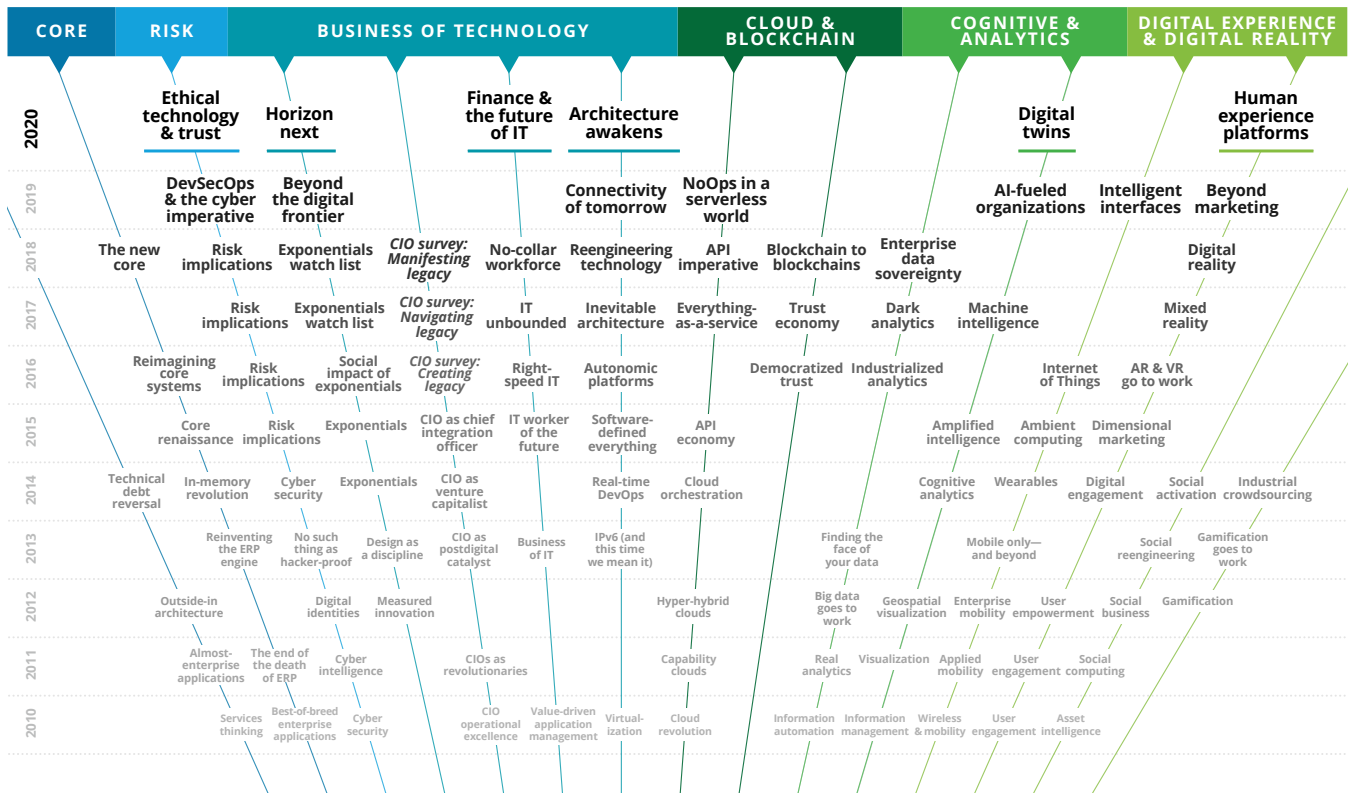 CORE
RISK
BUSINESS OF TECHNOLOGY
CLOUD &
BLOCKCHAIN
COGNITIVE &
ANALYTICS
DIGITAL EXPERIENCE
& DIGITAL REALITY
2020
Ethical
technology
& trust
Horizon
next
Finance &
the future
of IT
Architecture
awakens
Digital
twins
Human
experience
platforms
2019
DevSecOps
& the cyber
imperative
Beyond
the digital
frontier
Connectivity
of tomorrow
NoOps in a
serverless
world
AI-fueled
organizations
Intelligent
interfaces
Beyond
marketing
2018
The new
core
Risk
implications
Exponentials
watch list
CIO survey:
Manifesting
legacy
No-collar
workforce
Reengineering
technology
API
imperative
Blockchain to
blockchains
Enterprise
data
sovereignty
Digital
reality
2017
Risk
implications
Exponentials
watch list
CIO survey:
Navigating
legacy
IT
unbounded
Inevitable
architecture
Everything-
as-a-service
Trust
economy
Dark
analytics
Machine
intelligence
Mixed
reality
2016
Reimagining
core
systems
Risk
implications
Social
impact of
exponentials
CIO survey:
Creating
legacy
Right-
speed IT
Autonomic
platforms
Democratized
trust
Industrialized
analytics
Internet
of Things
AR & VR
go to work
2015
Core
renaissance
Risk
implications
Exponentials
CIO as chief
integration
officer
IT worker
of the
future
Software-
defined
everything
API
economy
Amplified
intelligence
Ambient
computing
Dimensional
marketing
2014
Technical
debt
reversal
In-memory
revolution
Cyber
security
Exponentials
CIO as
venture
capitalist
Real-time
DevOps
Cloud
orchestration
Cognitive
analytics
Wearables
Digital
engagement
Social
activation
Industrial
crowdsourcing
2013
Reinventing
the ERP
engine
No such
thing as
hacker-proof
Design as
a discipline
CIO as
postdigital
catalyst
Business
of IT
IPv6 (and
this time
we mean it)
Finding the
face of
your data
Mobile only—
and beyond
Social
reengineering
Gamification
goes to
work
2012
Outside-in
architecture
Digital
identities
Measured
innovation
Hyper-hybrid
clouds
Big data
goes to
work
Geospatial
visualization
Enterprise
mobility
User
empowerment
Social
business
Gamification
2011
Almost-
enterprise
applications
The end of
the death
of ERP
Cyber
intelligence
CIOs as
revolutionaries
Capability
clouds
Real
analytics
Visualization
Applied
mobility
User
engagement
Social
computing
2010
Services
thinking
Best-of-breed
enterprise
applications
Cyber
security
CIO
operational
excellence
Value-driven
application
management
Virtual-
ization
Cloud
revolution
Information
automation
Information
management
Wireless
& mobility
User
engagement
Asset
intelligence